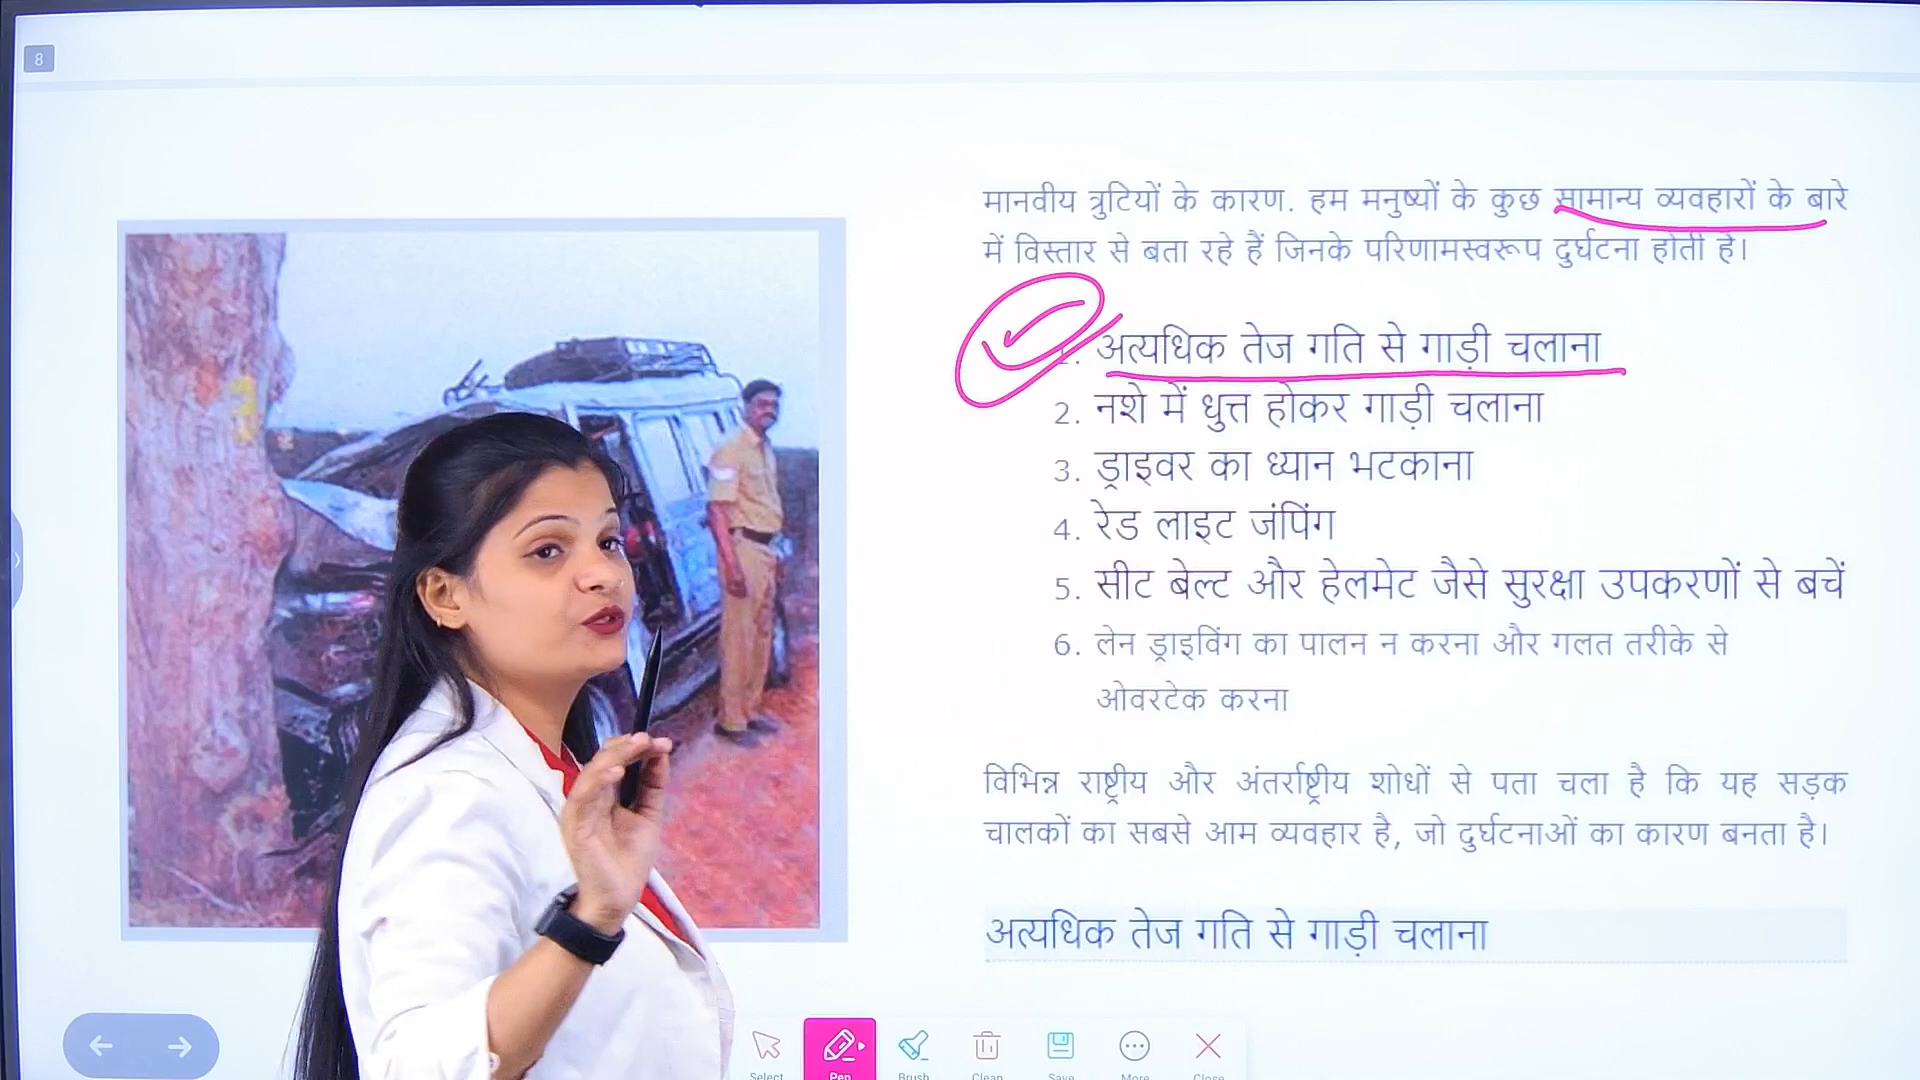 8
मानवीय त्रुटियों के कारण. हम मनुष्यों के कुछ सामान्य व्यवहारों के बारे
में विस्तार से बता रहे हैं जिनके परिणामस्वरूप दुर्घटना होती है।
1. अत्यधिक तेज गति से गाड़ी चलाना
2. नशे में धुत्त होकर गाड़ी चलाना
3. ड्राइवर का ध्यान भटकाना
4. रेड लाइट जंपिंग
5. सीट बेल्ट और हेलमेट जैसे सुरक्षा उपकरणों से बचें
6. लेन ड्राइविंग का पालन न करना और गलत तरीके से
ओवरटेक करना
विभिन्न राष्ट्रीय और अंतर्राष्ट्रीय शोधों से पता चला है कि यह सड़क
चालकों का सबसे आम व्यवहार है, जो दुर्घटनाओं का कारण बनता है।
अत्यधिक तेज गति से गाड़ी चलाना
Select Pen Brush Clean Save More Close